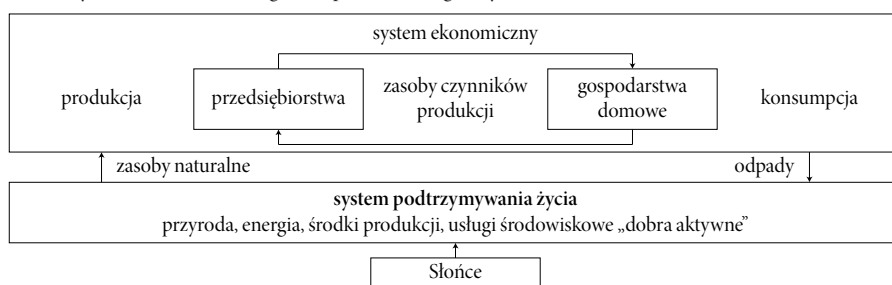 system ekonomiczny
produkcja
przedsiębiorstwa
zasoby czynników
produkcji
gospodarstwa
domowe
konsumpcja
zasoby naturalne
odpady
system podtrzymywania życia
przyroda, energia, środki produkcji, usługi środowiskowe „dobra aktywne”
Słońce